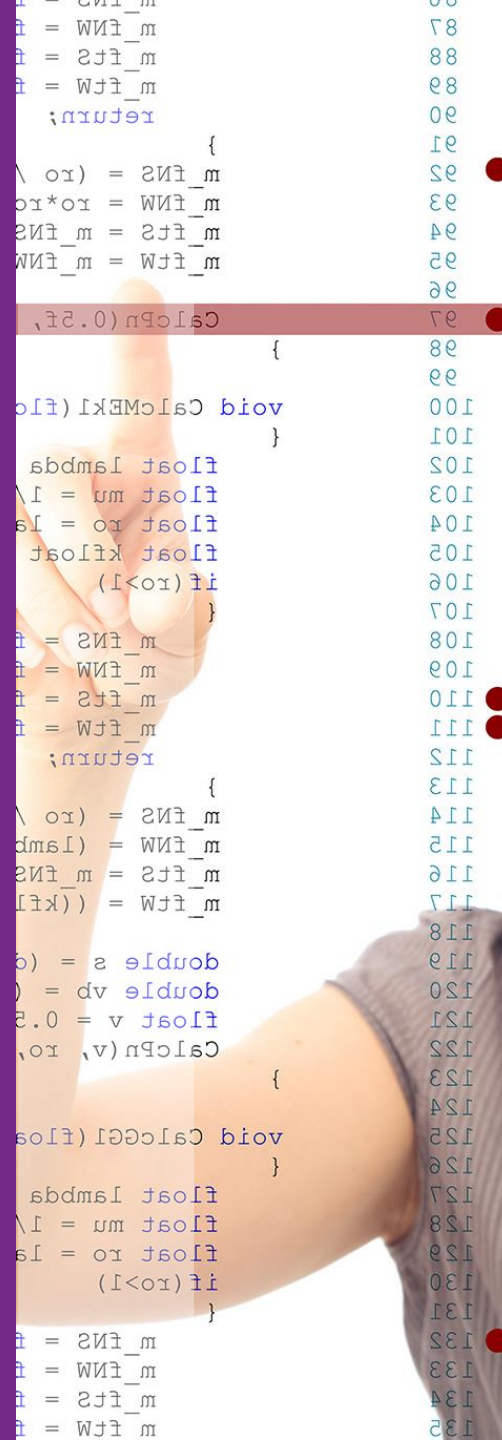 87 m_fNW = f
88 m_ftS = f
89 m_ftW = f
90 return;
91 }
92 m_fNS = (ro /
93 m_fNW = ro*ro
94 m_ftS = m_fNS
95 m_ftW = m_fNW
96
97 CalcPn(0.5f,
98 }
99
100 void CalcMEk1(flo
101 {
102 float lambda
103 float mu = 1/
104 float ro = la
105 float kfloat
106 if(ro>1)
107 {
108 m_fNS = f
109 m_fNW = f
110 m_ftS = f
111 m_ftW = f
112 return;
113 }
114 m_fNS = (ro /
115 m_fNW = (lamb
116 m_ftS = m_fNS
117 m_ftW = ((kfl
118
119 double s = (d
120 double vb = (
121 float v = 0.5
122 CalcPn(v, ro,
123 }
124
125 void CalcGG1(floa
126 {
127 float lambda
128 float mu = 1/
129 float ro = la
130 if(ro>1)
131 {
132 m_fNS = f
133 m_fNW = f
134 m_ftS = f
135 m_ftW = f